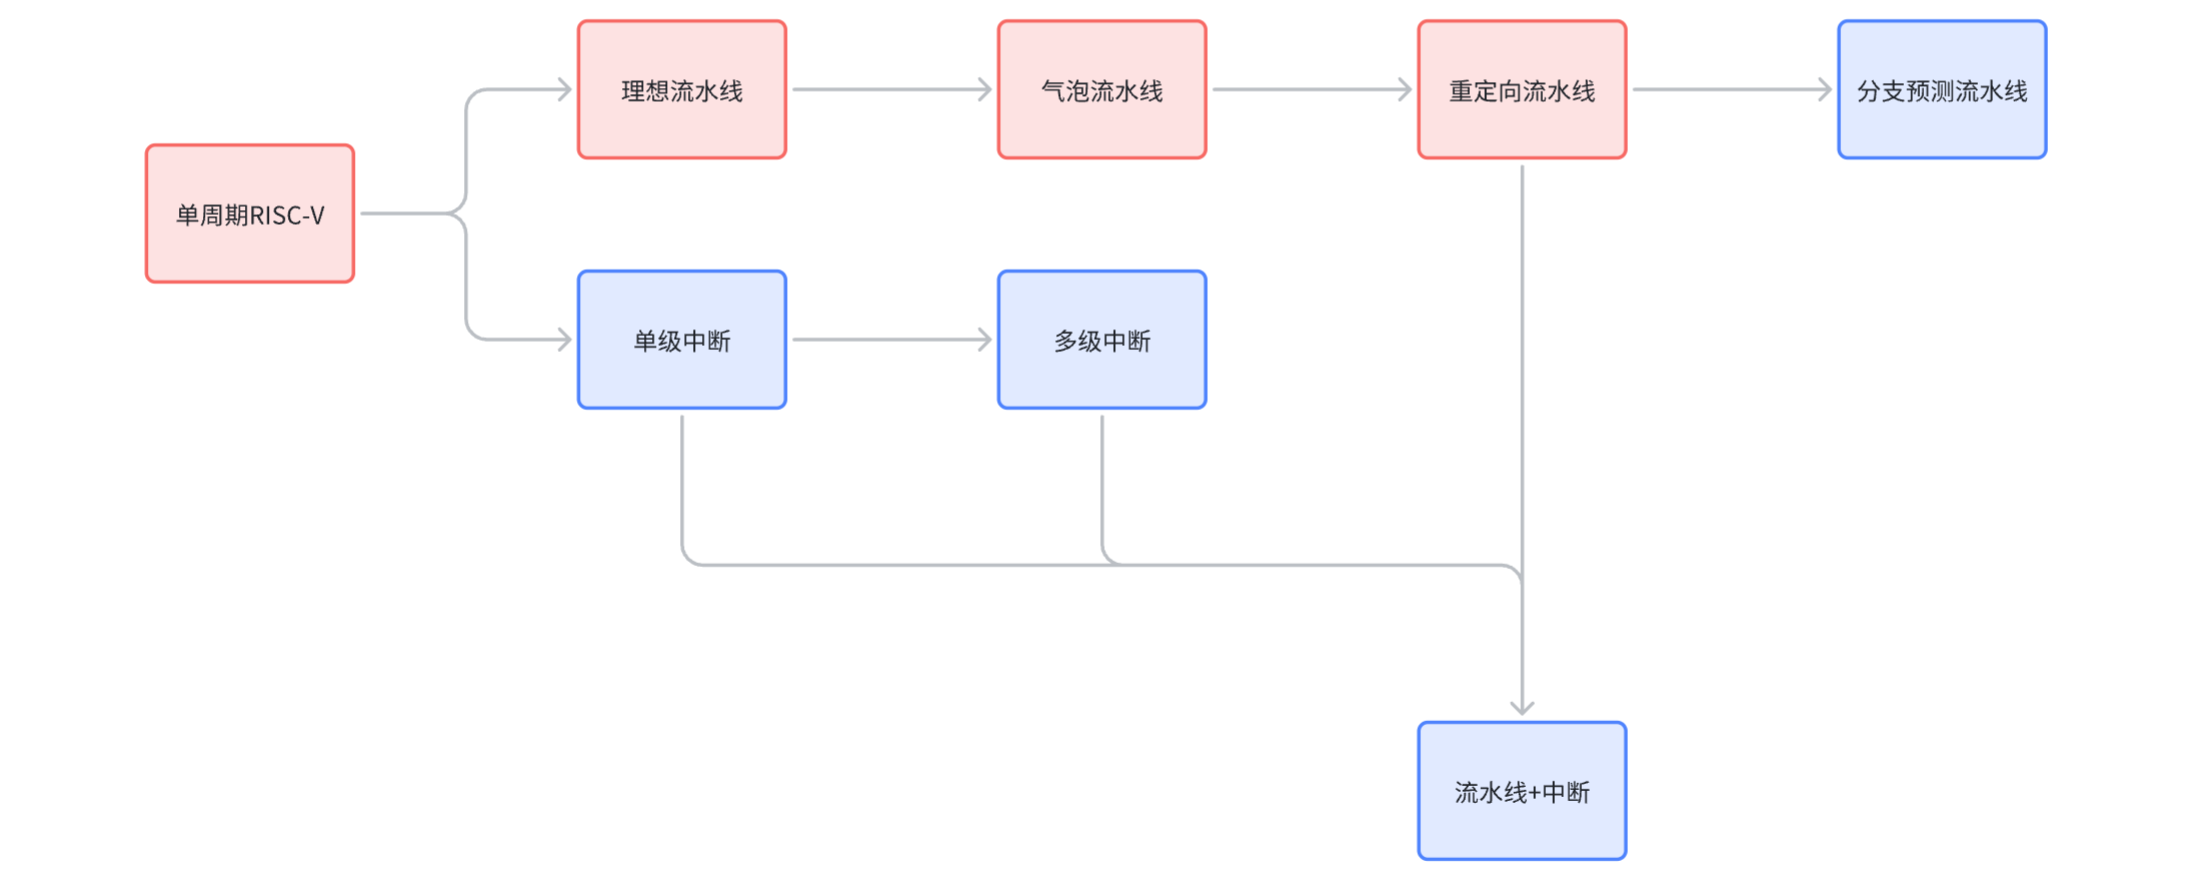 理想流水线
气泡流水线
重定向流水线
分支预测流水线
单周期RISC-V
单级中断
多级中断
流水线+中断